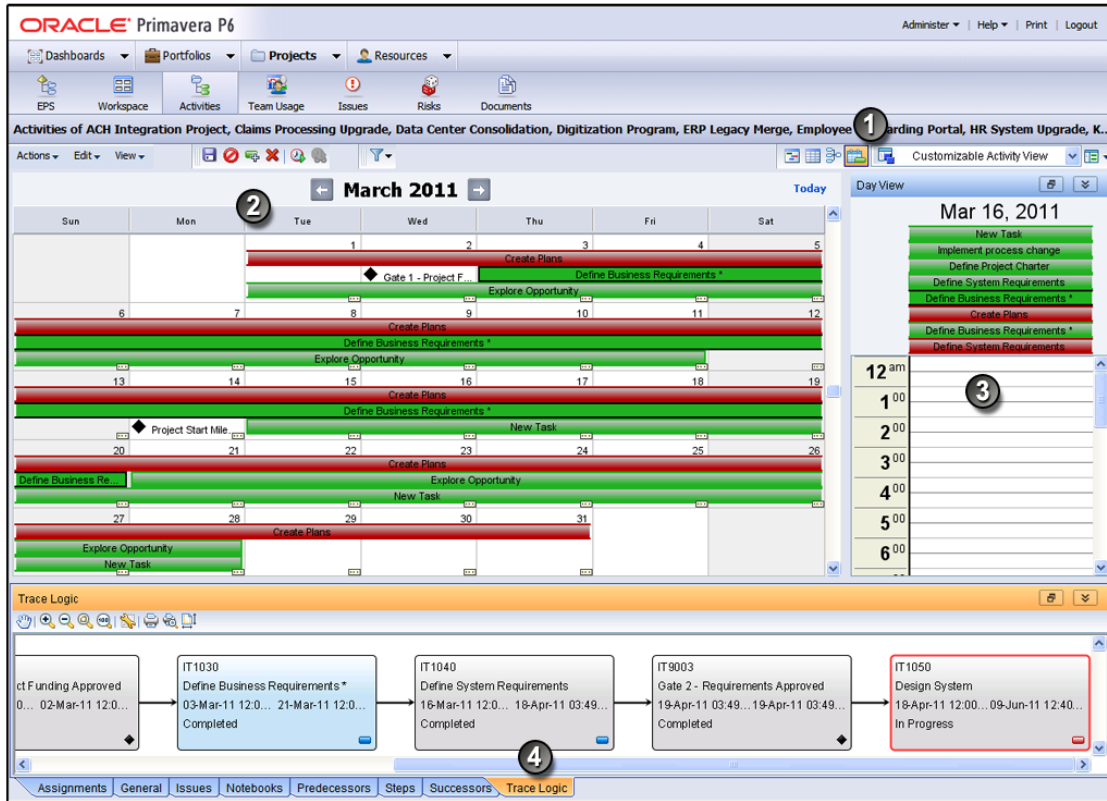 ORACLE Primavera P6
Administer | Help | Print | Logout
Dashboards Portfolios Projects Resources
EPS Workspace Activities Team Usage Issues Risks Documents
1
Activities of ACH Integration Project, Claims Processing Upgrade, Data Center Consolidation, Digitization Program, ERP Legacy Merge, Employee arding Portal, HR System Upgrade, K...
Actions Edit View
Customizable Activity View
March 2011
Today
2
Sun Mon Tue Wed Thu Fri Sat
1 2 3 4 5
Create Plans
Gate 1 - Project F... Define Business Requirements *
Explore Opportunity
6 7 8 9 10 11 12
Create Plans
Define Business Requirements *
Explore Opportunity
13 14 15 16 17 18 19
Create Plans
Define Business Requirements *
Project Start Mile... New Task
20 21 22 23 24 25 26
Create Plans
Define Business Re... Explore Opportunity
New Task
27 28 29 30 31
Create Plans
Explore Opportunity
New Task
Day View
Mar 16, 2011
New Task
Implement process change
Define Project Charter
Define System Requirements
Define Business Requirements *
Create Plans
Define Business Requirements *
Define System Requirements
12 am
3
1 00
2 00
3 00
4 00
5 00
6 00
Trace Logic
ct Funding Approved
0... 02-Mar-11 12:0...
IT1030
Define Business Requirements *
03-Mar-11 12:0... 21-Mar-11 12:0...
Completed
IT1040
Define System Requirements
16-Mar-11 12:0... 18-Apr-11 03:49...
Completed
IT9003
Gate 2 - Requirements Approved
19-Apr-11 03:49... 19-Apr-11 03:49...
Completed
IT1050
Design System
18-Apr-11 12:00... 09-Jun-11 12:40...
In Progress
4
Assignments General Issues Notebooks Predecessors Steps Successors Trace Logic